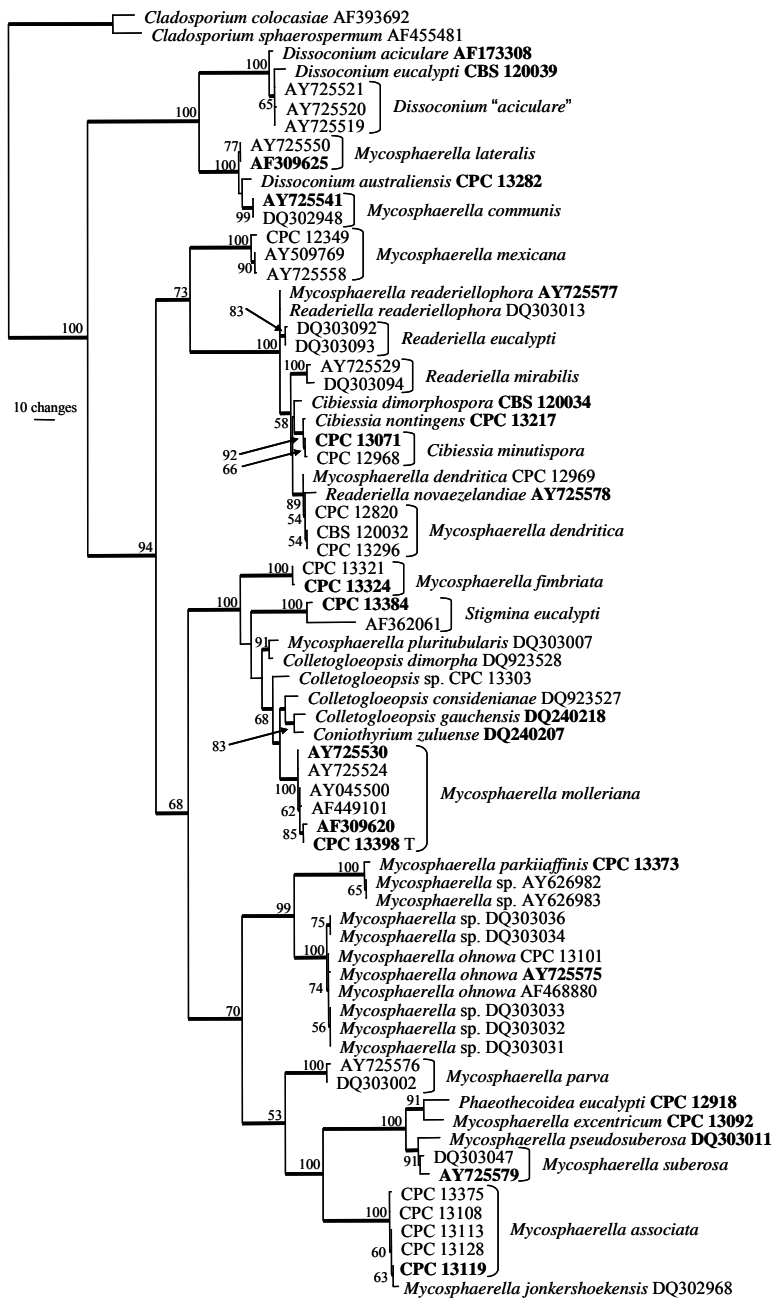 Cladosporium colocasiae AF393692
Cladosporium sphaerospermum AF455481
Dissoconium aciculare AF173308
100
Dissoconium eucalypti CBS 120039
AY725521
65
AY725520
Dissoconium "aciculare"
AY725519
100
77
AY725550
Mycosphaerella lateralis
100
AF309625
Dissoconium australiensis CPC 13282
AY725541
Mycosphaerella communis
99
DQ302948
100
CPC 12349
AY509769
Mycosphaerella mexicana
90
AY725558
73
Mycosphaerella readeriellophora AY725577
83
Readeriella readeriellophora DQ303013
DQ303092
Readeriella eucalypti
100
DQ303093
100
100
AY725529
Readeriella mirabilis
DQ303094
10 changes
Cibiessia dimorphospora CBS 120034
58
Cibiessia nontingens CPC 13217
92
CPC 13071
Cibiessia minutispora
66
CPC 12968
Mycosphaerella dendritica CPC 12969
Readeriella novaezelandiae AY725578
89
CPC 12820
54
CBS 120032
Mycosphaerella dendritica
54
CPC 13296
94
100
CPC 13321
Mycosphaerella fimbriata
CPC 13324
100
100
CPC 13384
Stigmina eucalypti
AF362061
91
Mycosphaerella pluritubularis DQ303007
Colletogloeopsis dimorpha DQ923528
Colletogloeopsis sp. CPC 13303
Colletogloeopsis considenianae DQ923527
68
Colletogloeopsis gauchensis DQ240218
83
Coniothyrium zuluense DQ240207
AY725530
AY725524
100
AY045500
Mycosphaerella molleriana
62
AF449101
68
85
AF309620
CPC 13398 T
100
Mycosphaerella parkiiaffinis CPC 13373
65
Mycosphaerella sp. AY626982
Mycosphaerella sp. AY626983
99
75
Mycosphaerella sp. DQ303036
Mycosphaerella sp. DQ303034
100
Mycosphaerella ohnowa CPC 13101
Mycosphaerella ohnowa AY725575
74
Mycosphaerella ohnowa AF468880
Mycosphaerella sp. DQ303033
70
56
Mycosphaerella sp. DQ303032
Mycosphaerella sp. DQ303031
100
AY725576
Mycosphaerella parva
DQ303002
91
Phaeothecoidea eucalypti CPC 12918
53
100
Mycosphaerella excentricum CPC 13092
Mycosphaerella pseudosuberosa DQ303011
91
DQ303047
Mycosphaerella suberosa
100
AY725579
CPC 13375
100
CPC 13108
CPC 13113
Mycosphaerella associata
60
CPC 13128
63
CPC 13119
Mycosphaerella jonkershoekensis DQ302968